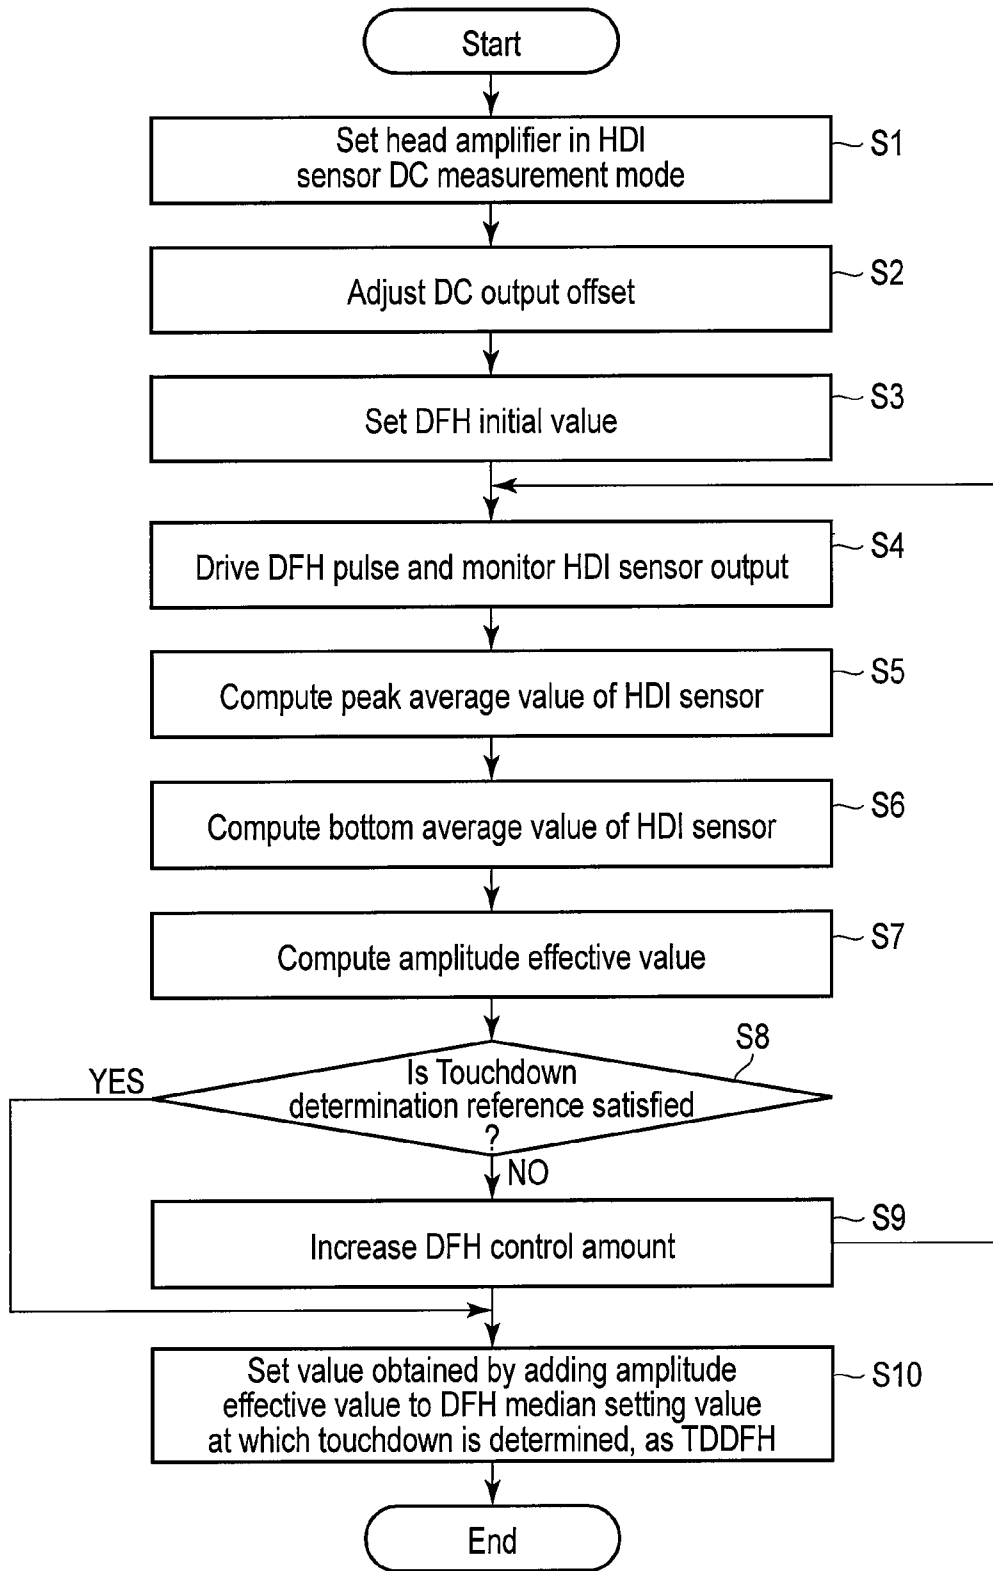 Start
Set head amplifier in HDI
sensor DC measurement mode
S1
Adjust DC output offset
S2
Set DFH initial value
S3
Drive DFH pulse and monitor HDI sensor output
S4
Compute peak average value of HDI sensor
S5
Compute bottom average value of HDI sensor
S6
Compute amplitude effective value
S7
Is Touchdown
determination reference satisfied
?
S8
YES
NO
Increase DFH control amount
S9
Set value obtained by adding amplitude
effective value to DFH median setting value
at which touchdown is determined, as TDDFH
S10
End